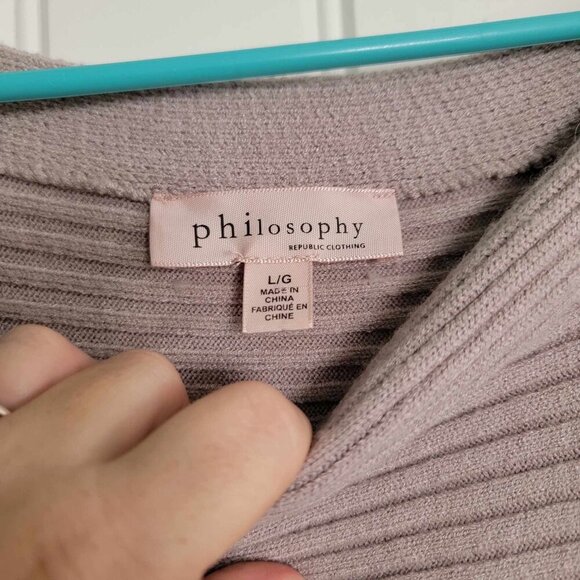 philosophy
REPUBLIC CLOTHING
L/G
MADE IN
CHINA
FABRIQUÉ EN
CHINE